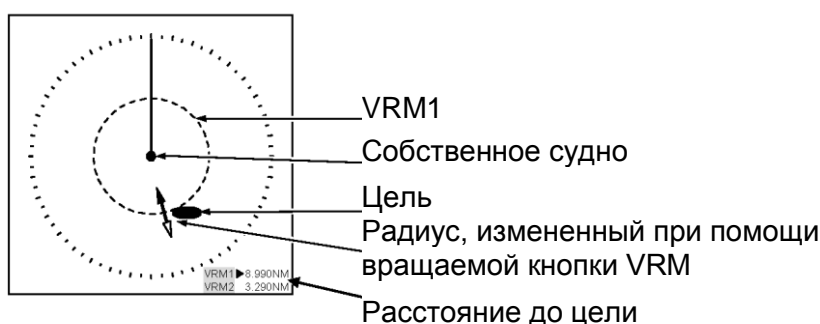 VRM1
Собственное судно
Цель
Радиус, измененный при помощи
вращаемой кнопки VRM
VRM1 ▶8.990NM
VRM2 3.290NM
Расстояние до цели